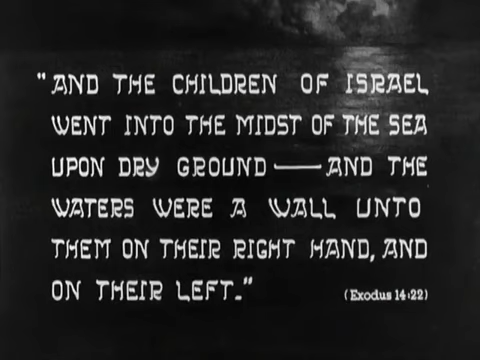 "AND THE CHILDREN OF ISRAEL
WENT INTO THE MIDST OF THE SEA
UPON DRY GROUND — AND THE
WATERS WERE A WALL UNTO
THEM ON THEIR RIGHT HAND, AND
ON THEIR LEFT."
(Exodus 14:22)